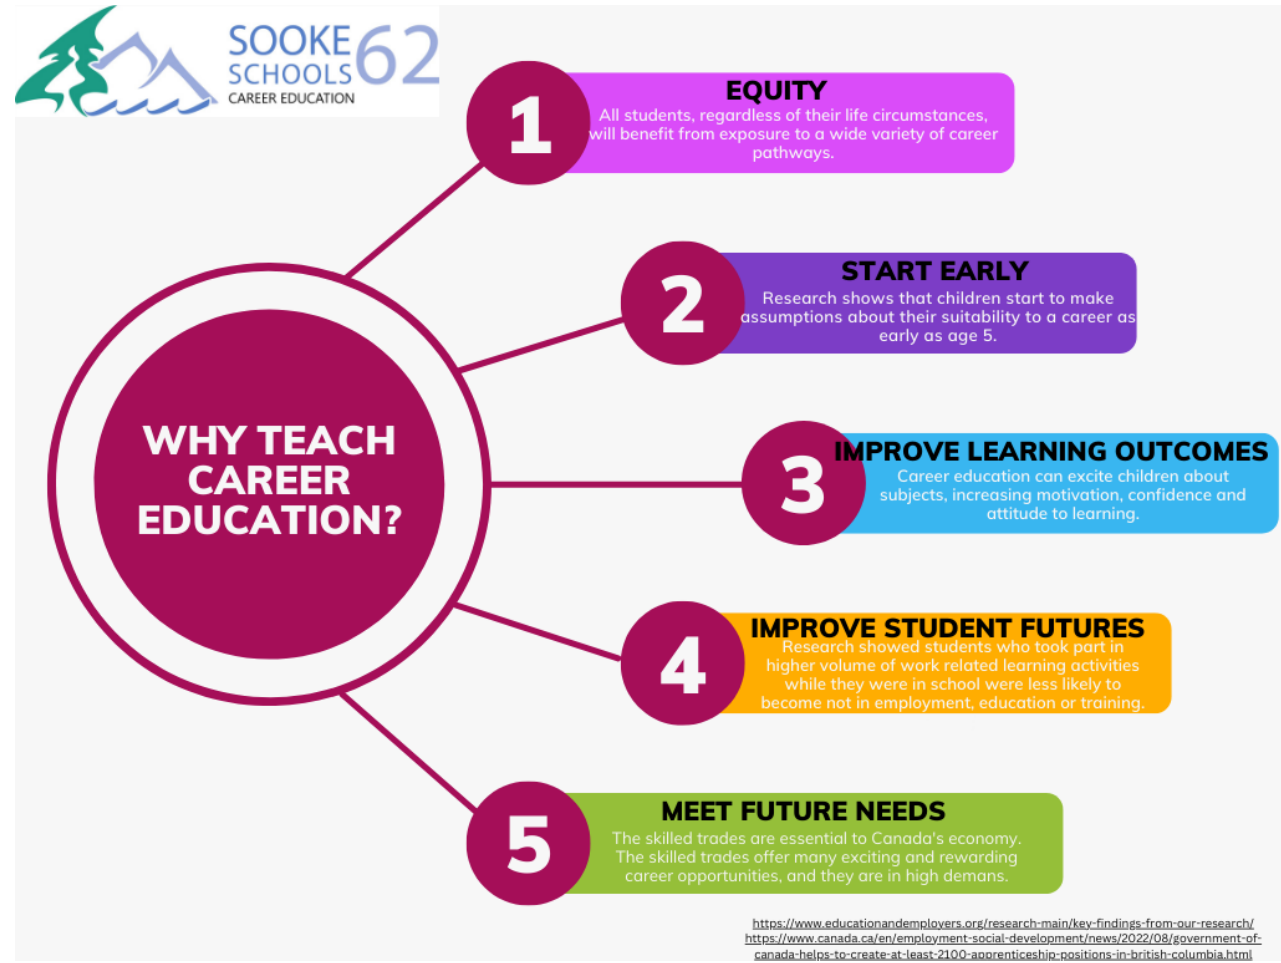 SOOKE 62
SCHOOLS
CAREER EDUCATION
WHY TEACH
CAREER
EDUCATION?
1
EQUITY
All students, regardless of their life circumstances,
will benefit from exposure to a wide variety of career
pathways.
2
START EARLY
Research shows that children start to make
assumptions about their suitability to a career as
early as age 5.
3
IMPROVE LEARNING OUTCOMES
Career education can excite children about
subjects, increasing motivation, confidence and
attitude to learning.
4
IMPROVE STUDENT FUTURES
Research showed students who took part in
higher volume of work related learning activities
while they were in school were less likely to
become not in employment, education or training.
5
MEET FUTURE NEEDS
The skilled trades are essential to Canada's economy.
The skilled trades offer many exciting and rewarding
career opportunities, and they are in high demans.
https://www.educationandemployers.org/research-main/key-findings-from-our-research/
https://www.canada.ca/en/employment-social-development/news/2022/08/government-of-
canada-helps-to-create-at-least-2100-apprenticeship-positions-in-british-columbia.html